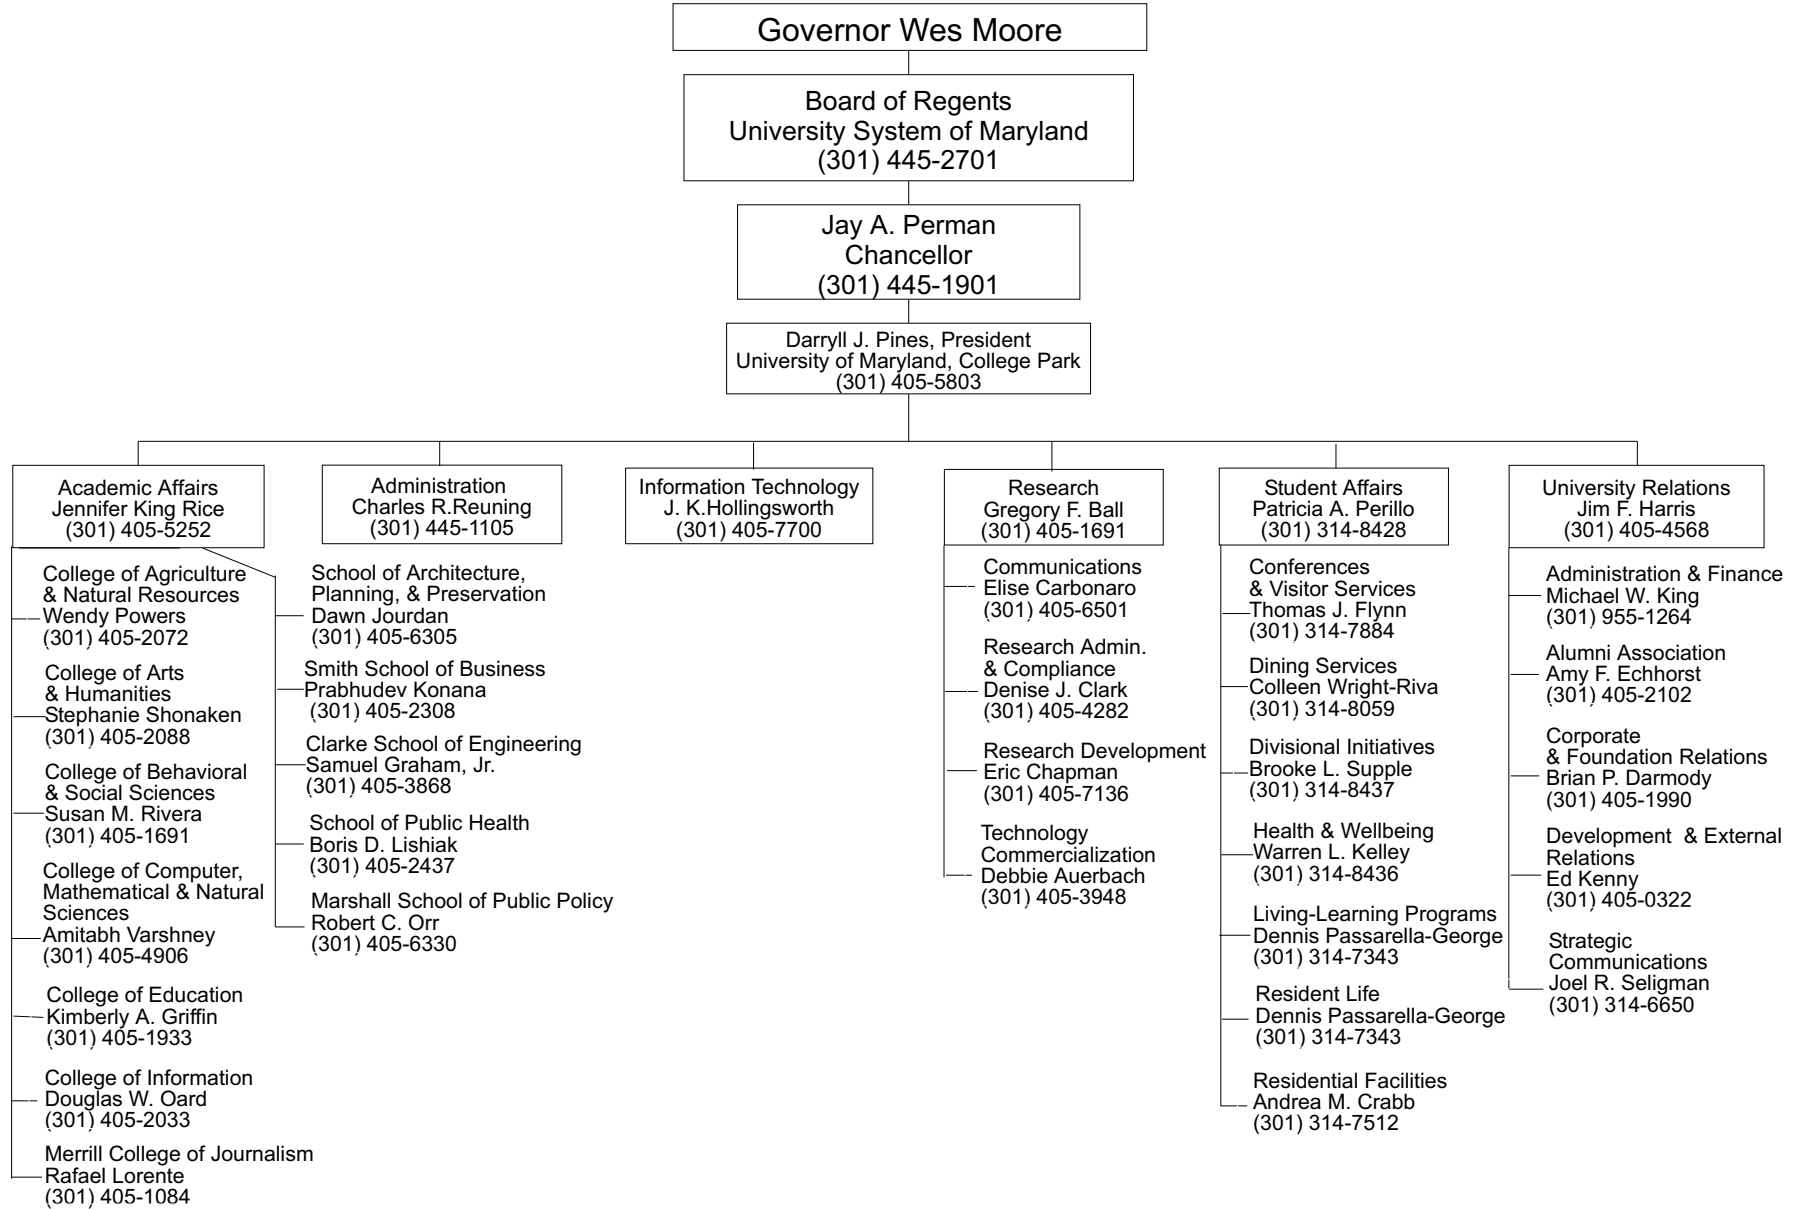 Governor Wes Moore
Board of Regents
University System of Maryland
(301) 445-2701
Jay A. Perman
Chancellor
(301) 445-1901
Darryll J. Pines, President
University of Maryland, College Park
(301) 405-5803
Academic Affairs
Jennifer King Rice
(301) 405-5252
College of Agriculture
& Natural Resources
Wendy Powers
(301) 405-2072
College of Arts
& Humanities
Stephanie Shonaken
(301) 405-2088
College of Behavioral
& Social Sciences
Susan M. Rivera
(301) 405-1691
College of Computer,
Mathematical & Natural
Sciences
Amitabh Varshney
(301) 405-4906
College of Education
Kimberly A. Griffin
(301) 405-1933
College of Information
Douglas W. Oard
(301) 405-2033
Merrill College of Journalism
Rafael Lorente
(301) 405-1084
School of Architecture,
Planning, & Preservation
Dawn Jourdan
(301) 405-6305
Smith School of Business
Prabhudev Konana
(301) 405-2308
Clarke School of Engineering
Samuel Graham, Jr.
(301) 405-3868
School of Public Health
Boris D. Lishiak
(301) 405-2437
Marshall School of Public Policy
Robert C. Orr
(301) 405-6330
Administration
Charles R.Reuning
(301) 445-1105
Information Technology
J. K.Hollingsworth
(301) 405-7700
Research
Gregory F. Ball
(301) 405-1691
Communications
Elise Carbonaro
(301) 405-6501
Research Admin.
& Compliance
Denise J. Clark
(301) 405-4282
Research Development
Eric Chapman
(301) 405-7136
Technology
Commercialization
Debbie Auerbach
(301) 405-3948
Student Affairs
Patricia A. Perillo
(301) 314-8428
Conferences
& Visitor Services
Thomas J. Flynn
(301) 314-7884
Dining Services
Colleen Wright-Riva
(301) 314-8059
Divisional Initiatives
Brooke L. Supple
(301) 314-8437
Health & Wellbeing
Warren L. Kelley
(301) 314-8436
Living-Learning Programs
Dennis Passarella-George
(301) 314-7343
Resident Life
Dennis Passarella-George
(301) 314-7343
Residential Facilities
Andrea M. Crabb
(301) 314-7512
University Relations
Jim F. Harris
(301) 405-4568
Administration & Finance
Michael W. King
(301) 955-1264
Alumni Association
Amy F. Echhorst
(301) 405-2102
Corporate
& Foundation Relations
Brian P. Darmody
(301) 405-1990
Development & External
Relations
Ed Kenny
(301) 405-0322
Strategic
Communications
Joel R. Seligman
(301) 314-6650